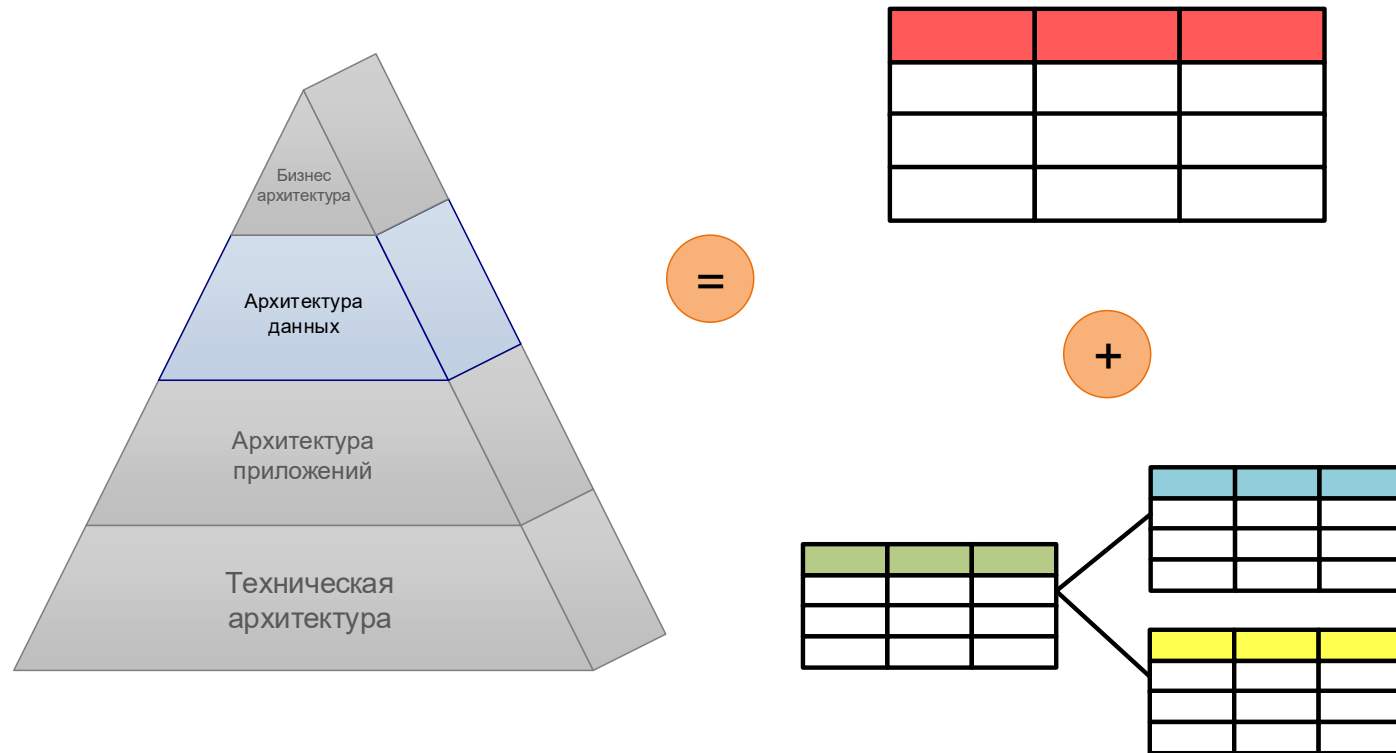 Бизнес
архитектура
Архитектура
данных
=
+
Архитектура
приложений
Техническая
архитектура